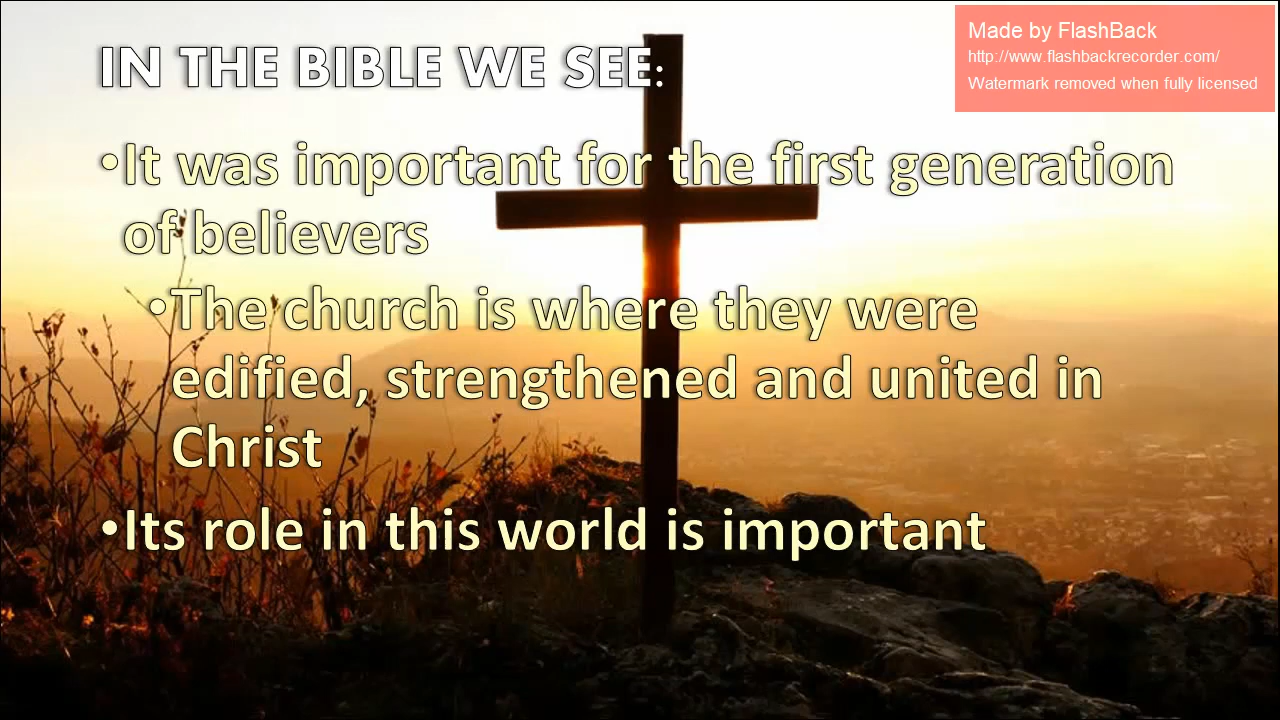 IN THE BIBLE WE SEE:
Made by FlashBack
http://www.flashbackrecorder.com/
Watermark removed when fully licensed
•It was important for the first generation
of believers
•The church is where they were
edified, strengthened and united in
Christ
•Its role in this world is important